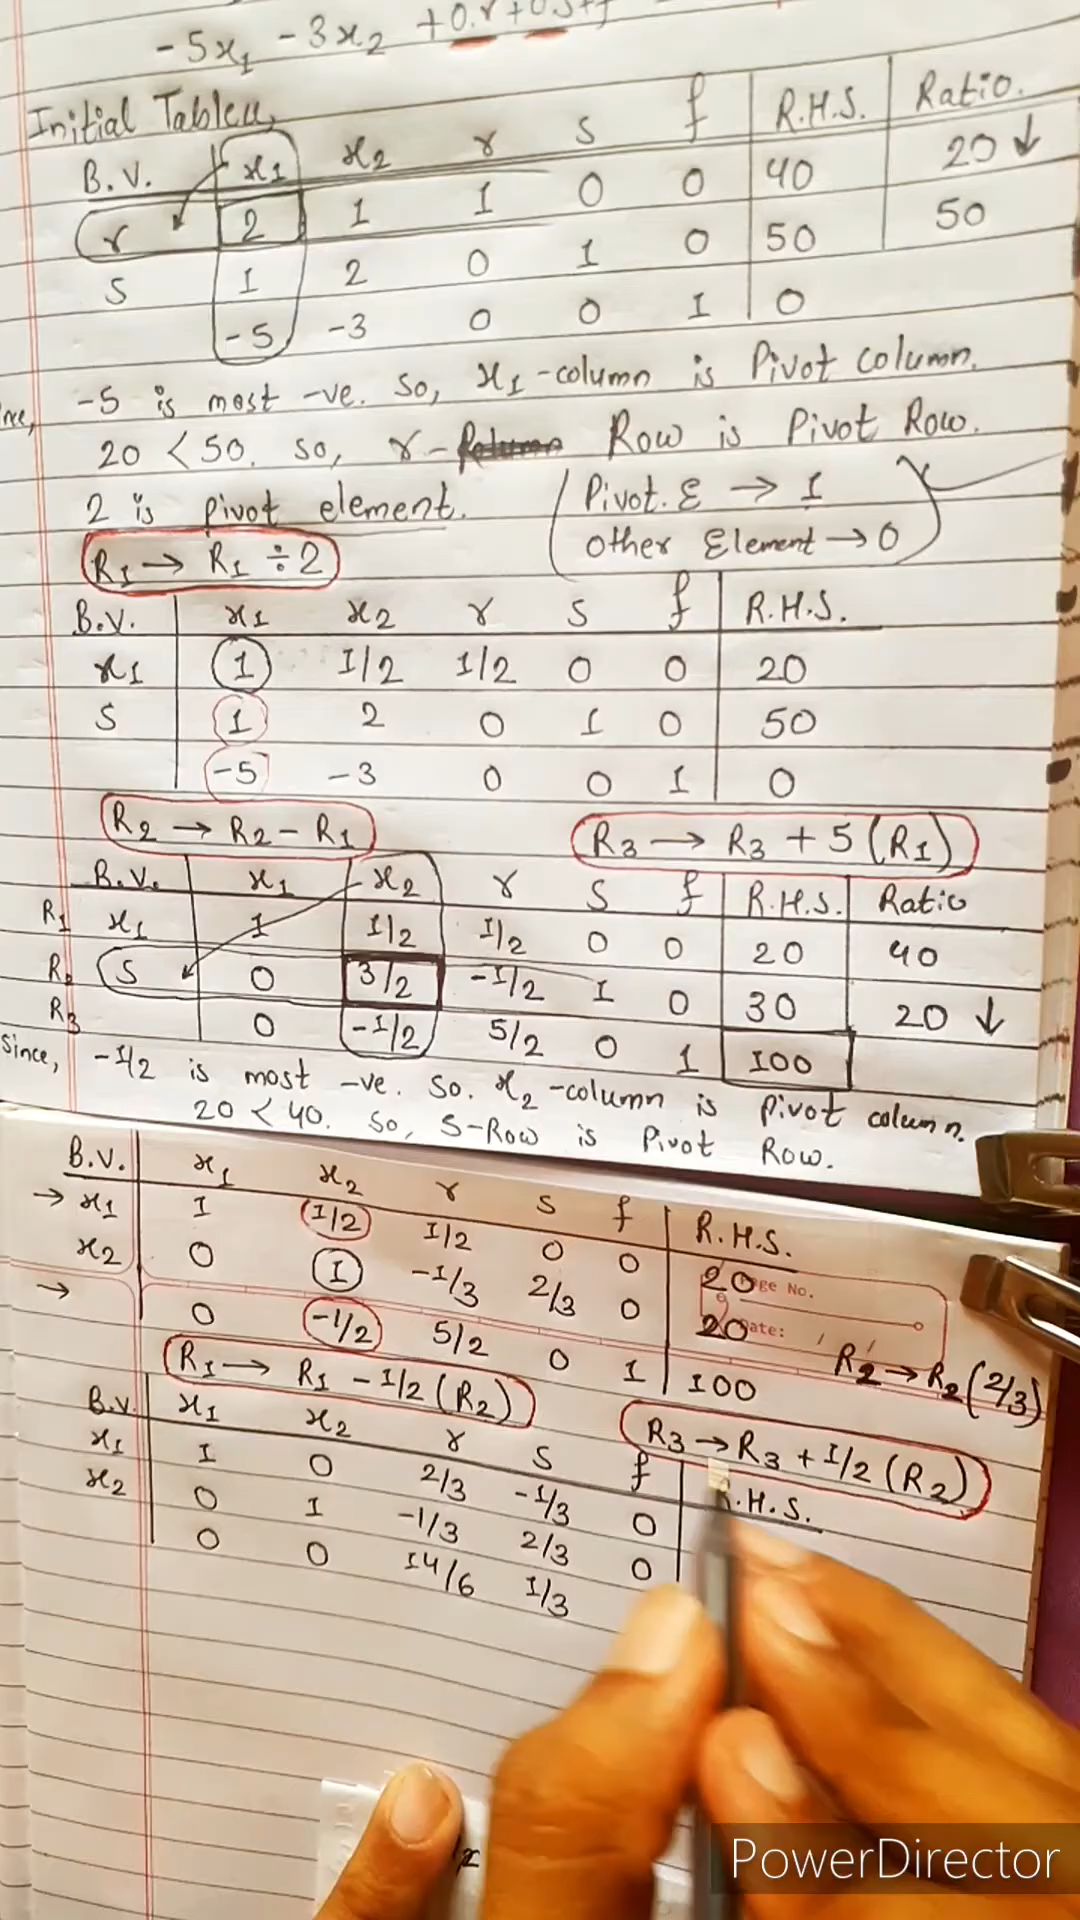 -5x₁ - 3x₂ +0.r+0.s+f
Initial Tableu,
B.V. x₁ x₂ r s f R.H.S. Ratio.
r 2 1 1 0 0 40 20 ↓
s 1 2 0 1 0 50 50
-5 -3 0 0 1 0
-5 is most -ve. So, x₁-column is Pivot column.
20 < 50. so, r- Row is Pivot Row.
2 is pivot element.
Pivot. E → 1
other Element → 0
R₁ → R₁ ÷ 2
B.V. x₁ x₂ r s f R.H.S.
x₁ 1 1/2 1/2 0 0 20
s 1 2 0 1 0 50
-5 -3 0 0 1 0
R₂ → R₂ - R₁
R₃ → R₃ + 5 (R₁)
B.V. x₁ x₂ r s f R.H.S. Ratio
R₁ x₁ 1 1/2 1/2 0 0 20 40
R₂ s 0 3/2 -1/2 1 0 30 20 ↓
R₃ 0 -1/2 5/2 0 1 100
Since, -1/2 is most -ve. So. x₂-column is pivot column.
20 < 40. so, s-Row is Pivot Row.
B.V. x₁ x₂ r s f R.H.S.
→ x₁ 1 1/2 1/2 0 0 20
x₂ 0 1 -1/3 2/3 0 20
→ 0 -1/2 5/2 0 1 100
ge No.
ate:
R₂ → R₂ (2/3)
R₁ → R₁ - 1/2 (R₂)
R₃ → R₃ + 1/2 (R₂)
B.V. x₁ x₂ r s f R.H.S.
x₁ 1 0 2/3 -1/3 0
x₂ 0 1 -1/3 2/3 0
0 0 14/6 1/3
PowerDirector